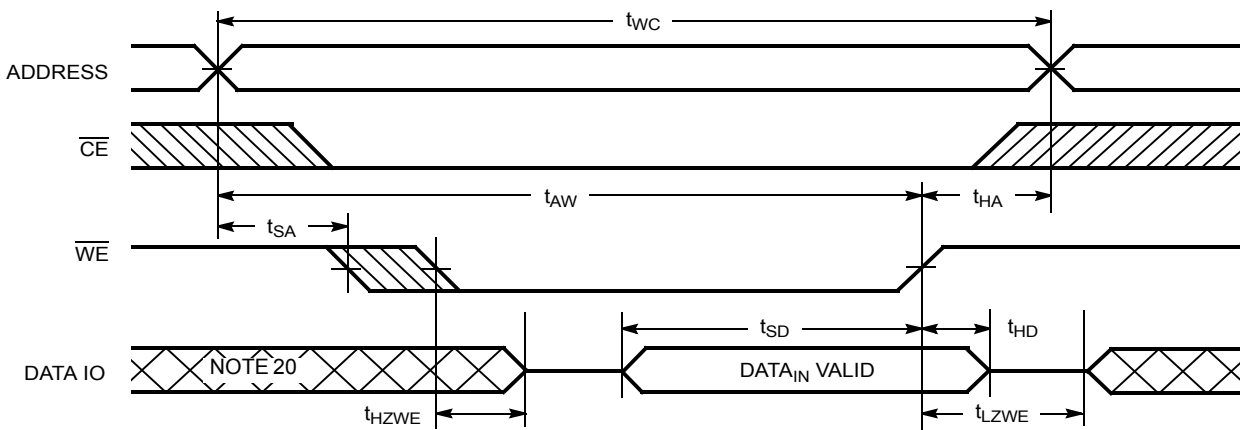 tWC
ADDRESS
CE
tAW
tHA
tSA
WE
tSD
tHD
DATA IO
NOTE 20
DATAIN VALID
tHZWE
tLZWE